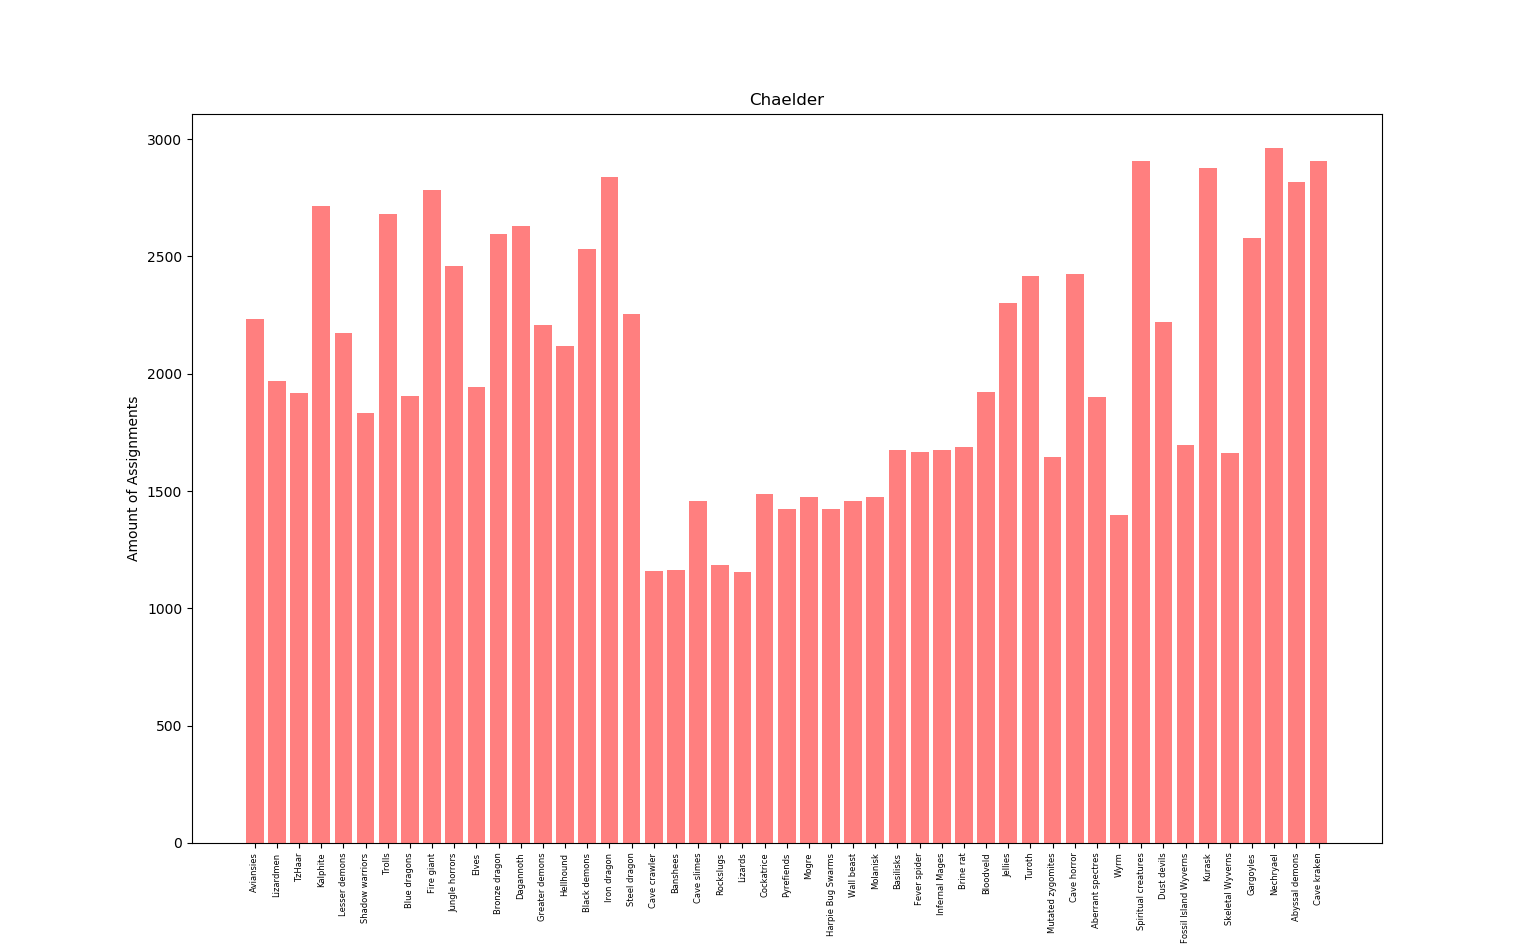 Chaelder
Amount of Assignments
3000
2500
2000
1500
1000
500
0
Aviansies
Lizardmen
TzHaar
Kalphite
Lesser demons
Shadow warriors
Trolls
Blue dragons
Fire giant
Jungle horrors
Elves
Bronze dragon
Dagannoth
Greater demons
Hellhound
Black demons
Iron dragon
Steel dragon
Cave crawler
Banshees
Cave slimes
Rockslugs
Lizards
Cockatrice
Pyrefiends
Mogre
Harpie Bug Swarms
Wall beast
Molanisk
Basilisks
Fever spider
Infernal Mages
Brine rat
Bloodveld
Jellies
Turoth
Mutated zygomites
Cave horror
Aberrant spectres
Wyrm
Spiritual creatures
Dust devils
Fossil Island Wyverns
Kurask
Skeletal Wyverns
Gargoyles
Nechryael
Abyssal demons
Cave kraken